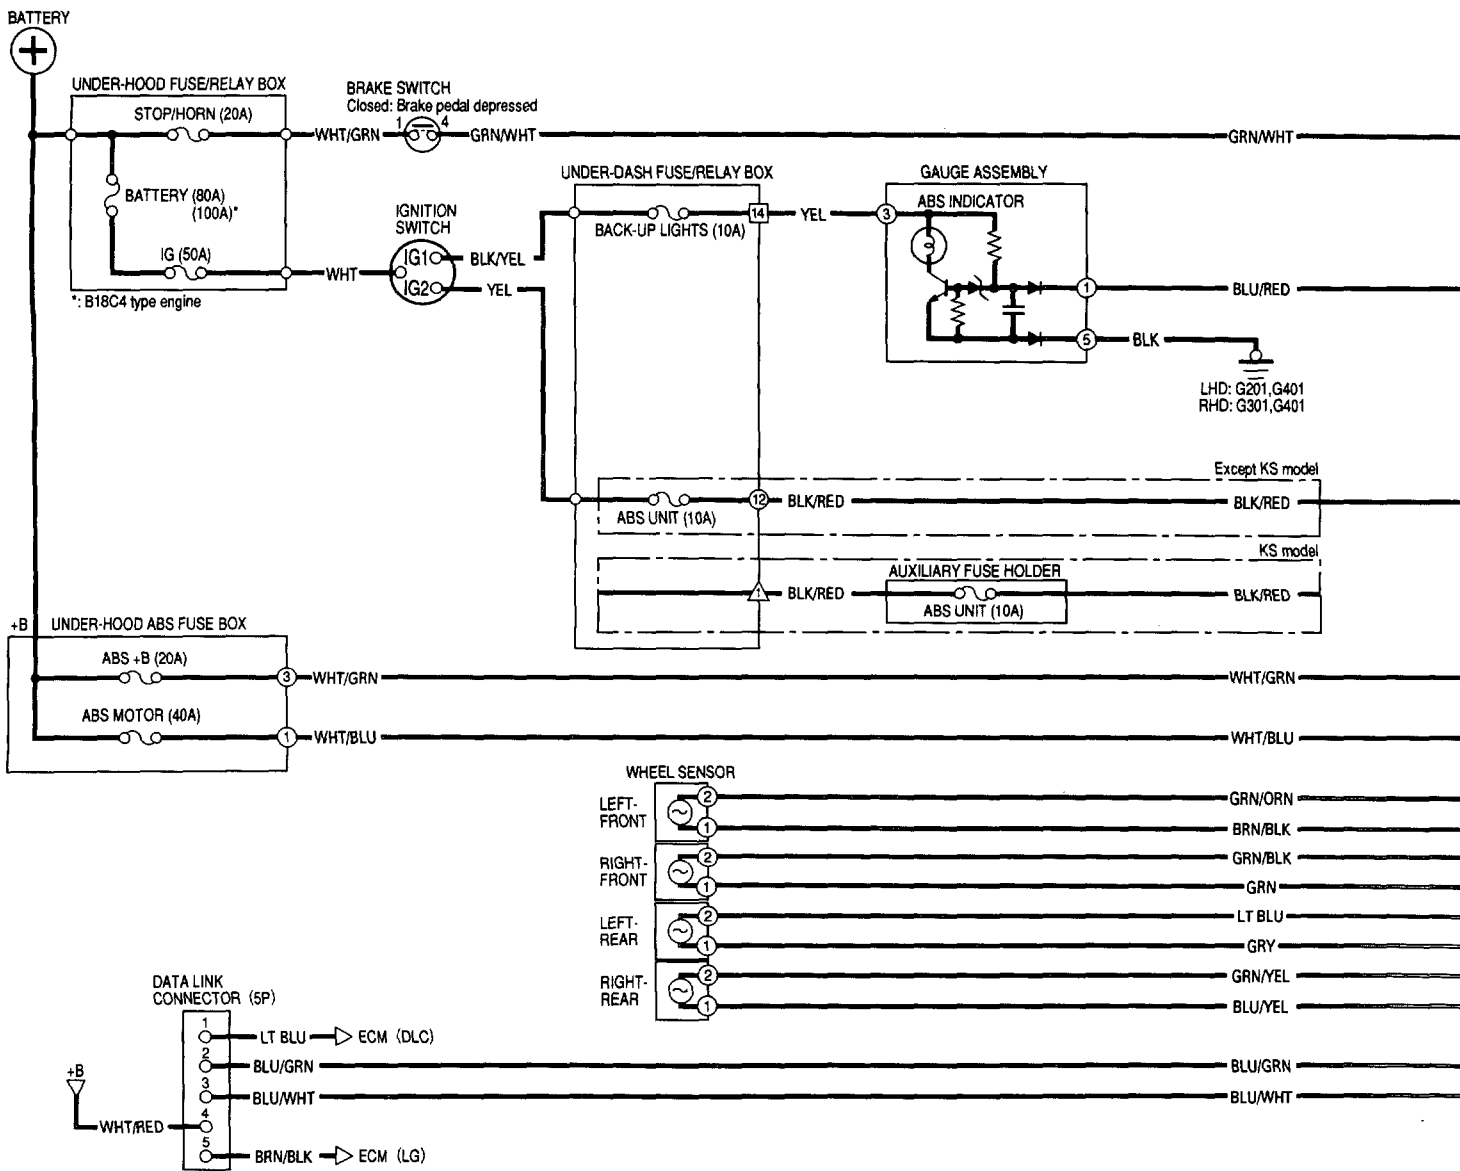 BATTERY
+
UNDER-HOOD FUSE/RELAY BOX
STOP/HORN (20A)
BATTERY (80A)
(100A)*
IG (50A)
*: B18C4 type engine
WHT/GRN
BRAKE SWITCH
Closed: Brake pedal depressed
1 4
GRN/WHT
GRN/WHT
WHT
IGNITION
SWITCH
IG1
IG2
BLK/YEL
YEL
UNDER-DASH FUSE/RELAY BOX
BACK-UP LIGHTS (10A)
14
YEL
GAUGE ASSEMBLY
ABS INDICATOR
3
1
BLU/RED
5
BLK
LHD: G201,G401
RHD: G301,G401
Except KS model
ABS UNIT (10A)
12
BLK/RED
BLK/RED
KS model
1
BLK/RED
AUXILIARY FUSE HOLDER
ABS UNIT (10A)
BLK/RED
+B
UNDER-HOOD ABS FUSE BOX
ABS +B (20A)
3
WHT/GRN
WHT/GRN
ABS MOTOR (40A)
1
WHT/BLU
WHT/BLU
WHEEL SENSOR
LEFT-
FRONT
2
GRN/ORN
1
BRN/BLK
RIGHT-
FRONT
2
GRN/BLK
1
GRN
LEFT-
REAR
2
LT BLU
1
GRY
RIGHT-
REAR
2
GRN/YEL
1
BLU/YEL
DATA LINK
CONNECTOR (5P)
1
LT BLU
ECM (DLC)
2
BLU/GRN
BLU/GRN
3
BLU/WHT
BLU/WHT
+B
4
WHT/RED
5
BRN/BLK
ECM (LG)